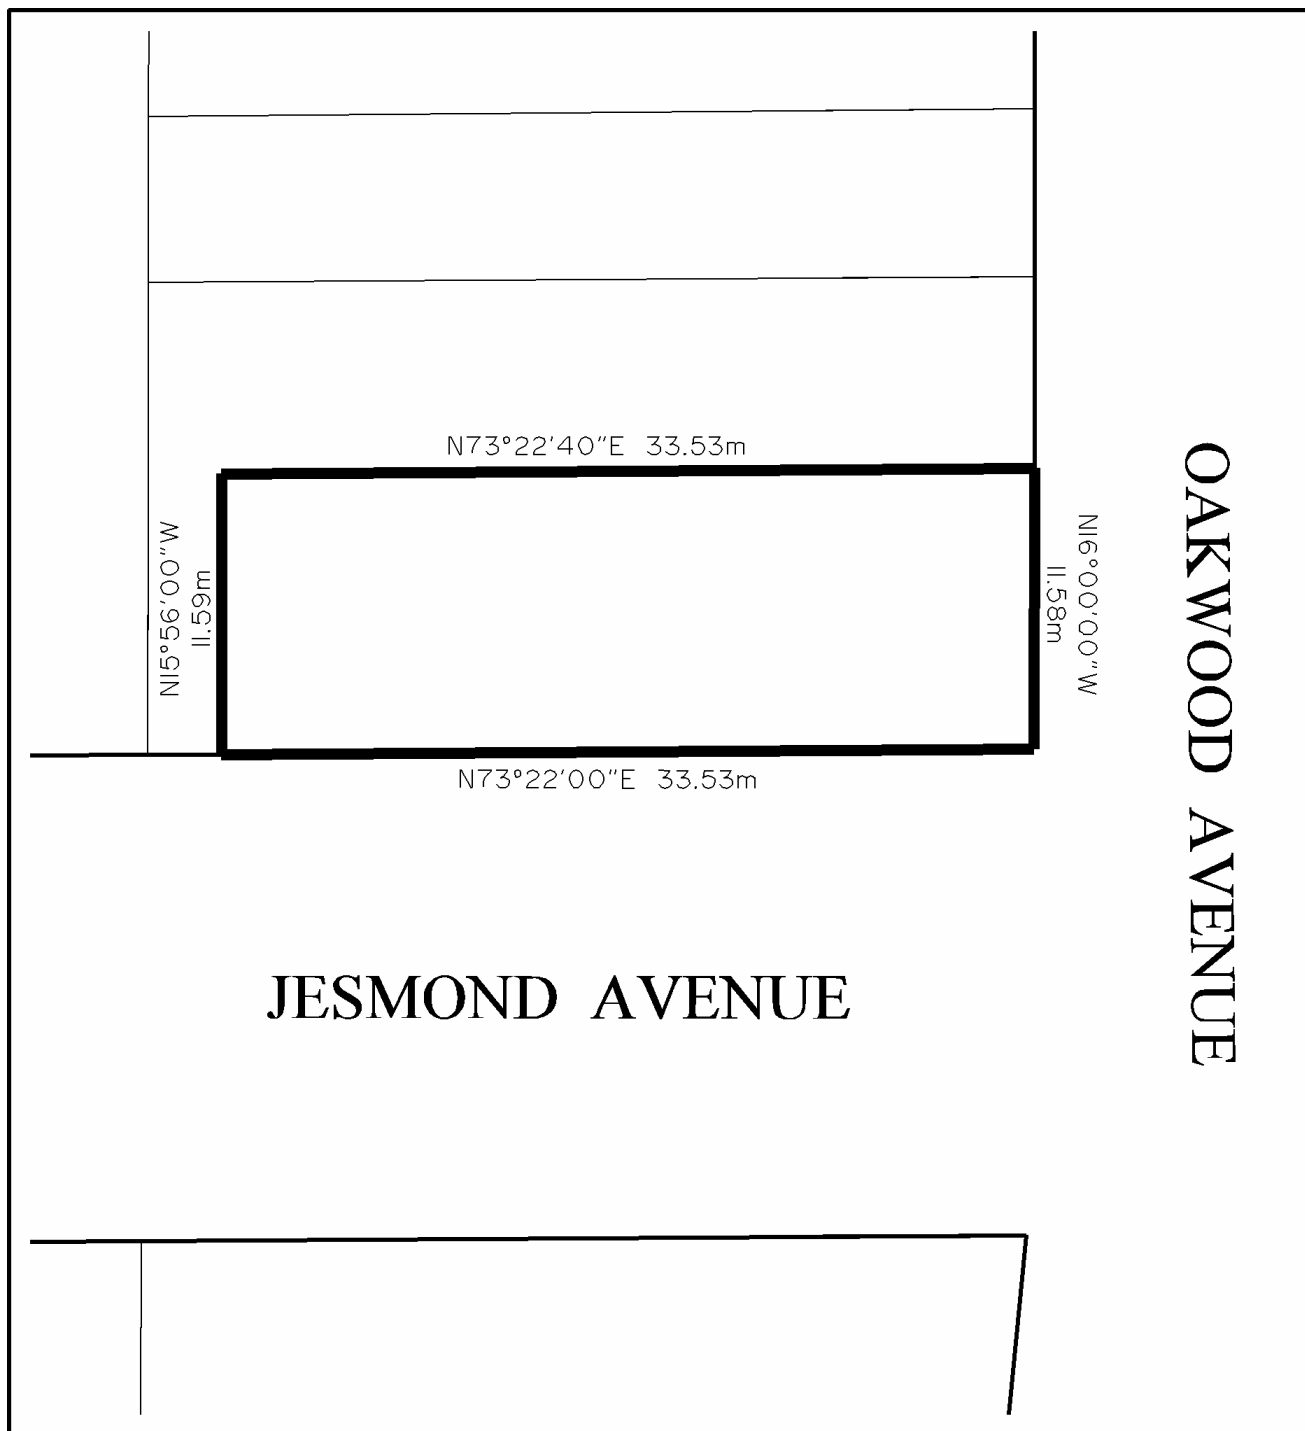 N73°22'40"E 33.53m
N15°56'00"W
11.59m
N16°00'00"W
11.58m
N73°22'00"E 33.53m
JESMOND AVENUE
OAKWOOD AVENUE